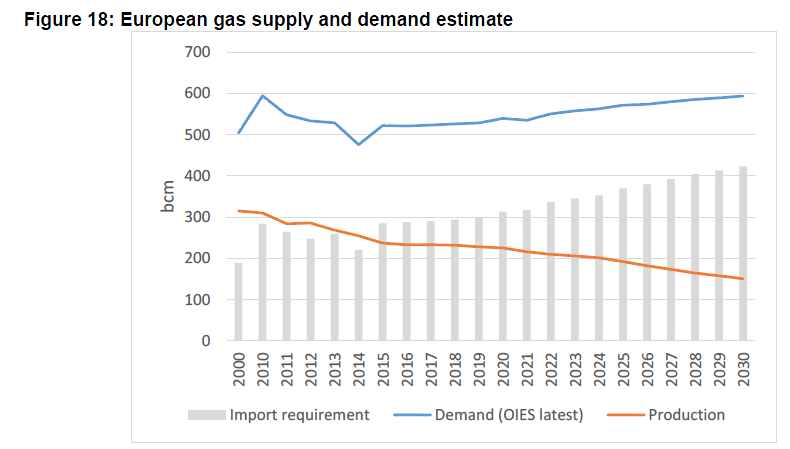 Figure 18: European gas supply and demand estimate
700
600
500
400
300
200
100
0
bcm
2000 2010 2011 2012 2013 2014 2015 2016 2017 2018 2019 2020 2021 2022 2023 2024 2025 2026 2027 2028 2029 2030
Import requirement Demand (OIES latest) Production